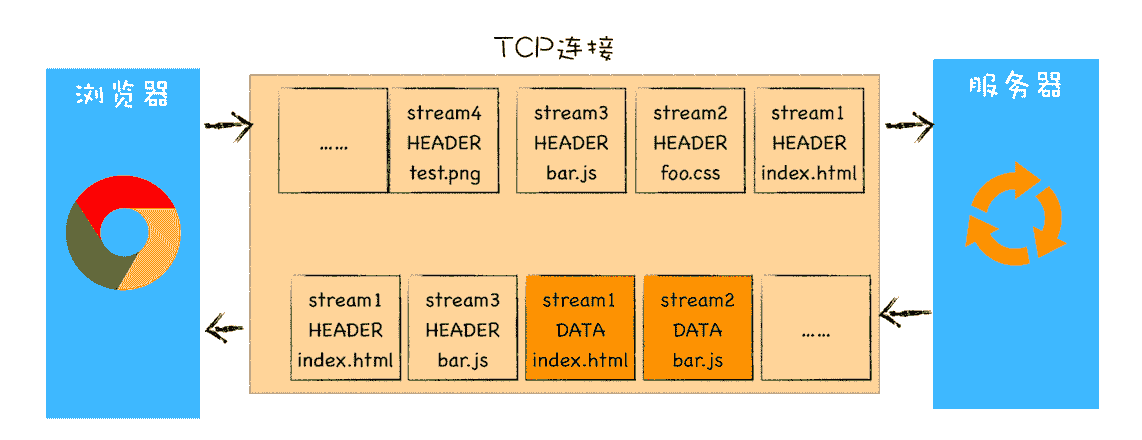 TCP连接
浏览器
服务器
……
stream4
HEADER
test.png
stream3
HEADER
bar.js
stream2
HEADER
foo.css
stream1
HEADER
index.html
stream1
HEADER
index.html
stream3
HEADER
bar.js
stream1
DATA
index.html
stream2
DATA
bar.js
……